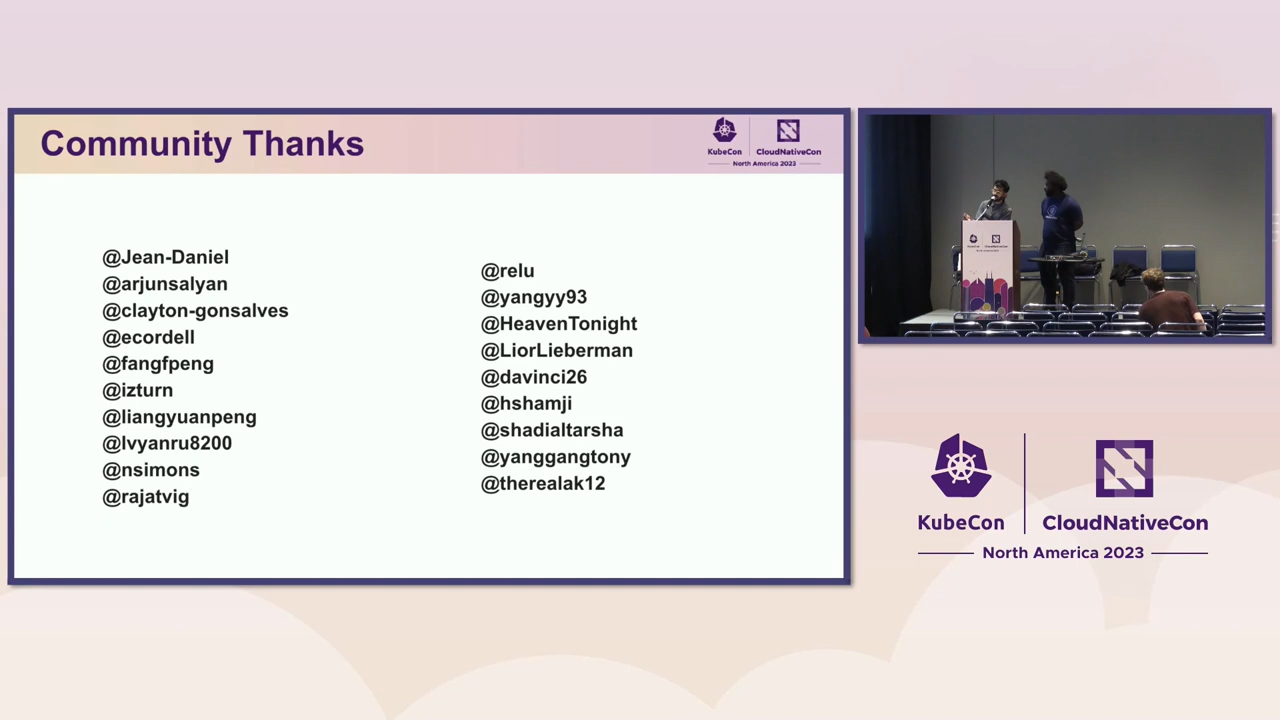 Community Thanks
KubeCon
CloudNativeCon
North America 2023
@Jean-Daniel
@arjunsalyan
@clayton-gonsalves
@ecordell
@fangfpeng
@izturn
@liangyuanpeng
@lvyanru8200
@nsimons
@rajatvig
@relu
@yangyy93
@HeavenTonight
@LiorLieberman
@davinci26
@hshamji
@shadialtarsha
@yanggangtony
@therealak12
KubeCon
CloudNativeCon
North America 2023